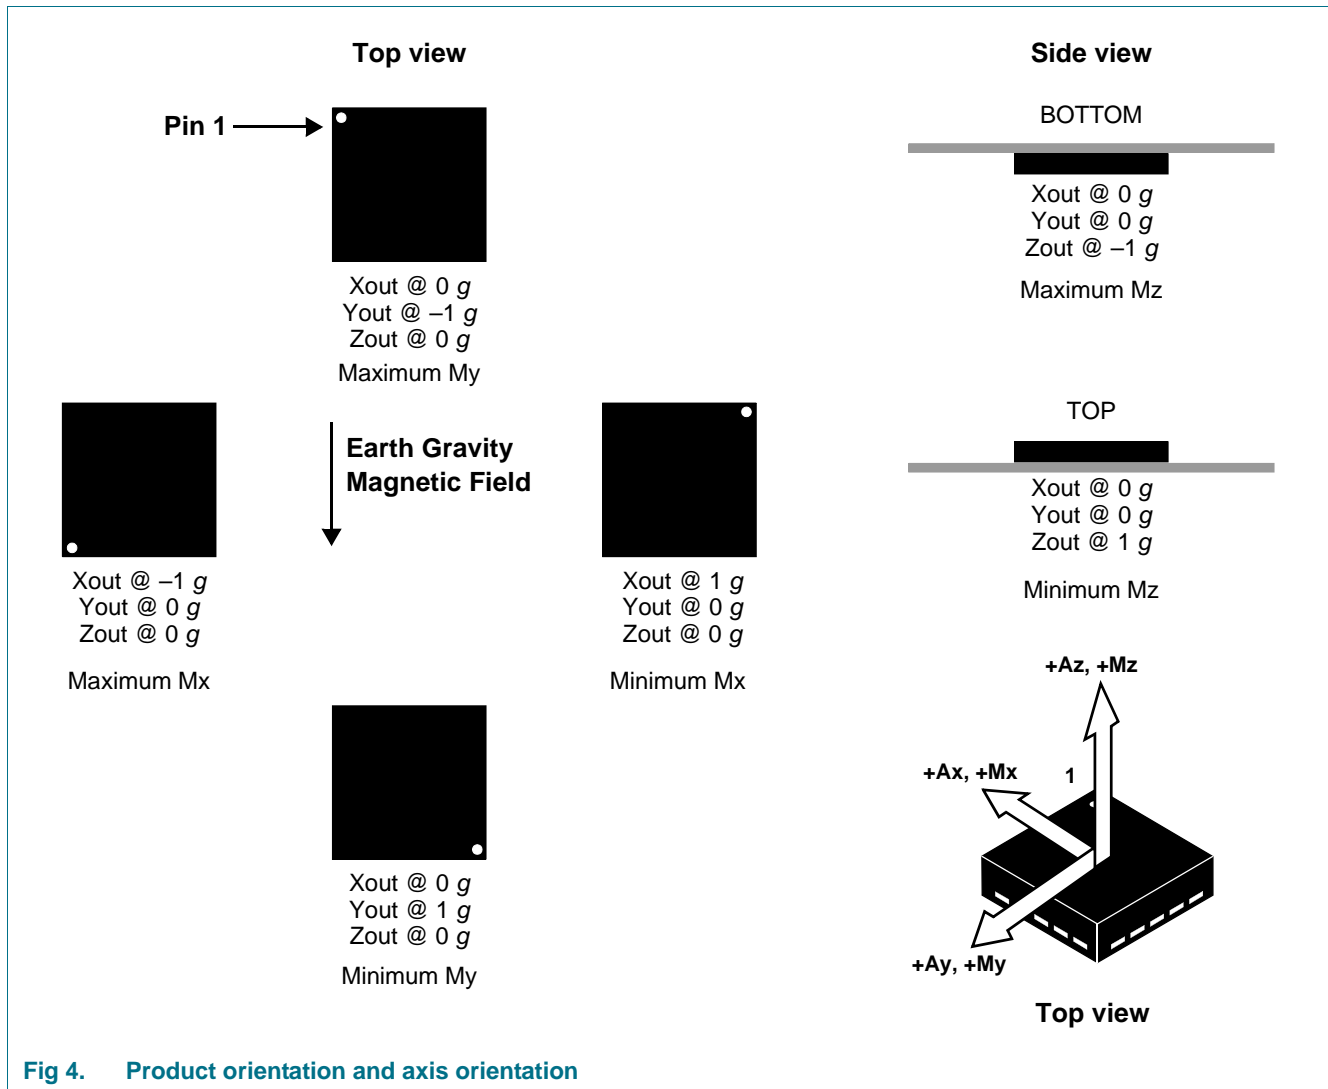 Top view
Side view
Pin 1
BOTTOM
Xout @ 0 g
Yout @ –1 g
Zout @ 0 g
Maximum My
Xout @ 0 g
Yout @ 0 g
Zout @ –1 g
Maximum Mz
Earth Gravity
Magnetic Field
TOP
Xout @ –1 g
Yout @ 0 g
Zout @ 0 g
Maximum Mx
Xout @ 1 g
Yout @ 0 g
Zout @ 0 g
Minimum Mx
Xout @ 0 g
Yout @ 0 g
Zout @ 1 g
Minimum Mz
Xout @ 0 g
Yout @ 1 g
Zout @ 0 g
Minimum My
+Az, +Mz
+Ax, +Mx
1
+Ay, +My
Top view
Fig 4. Product orientation and axis orientation